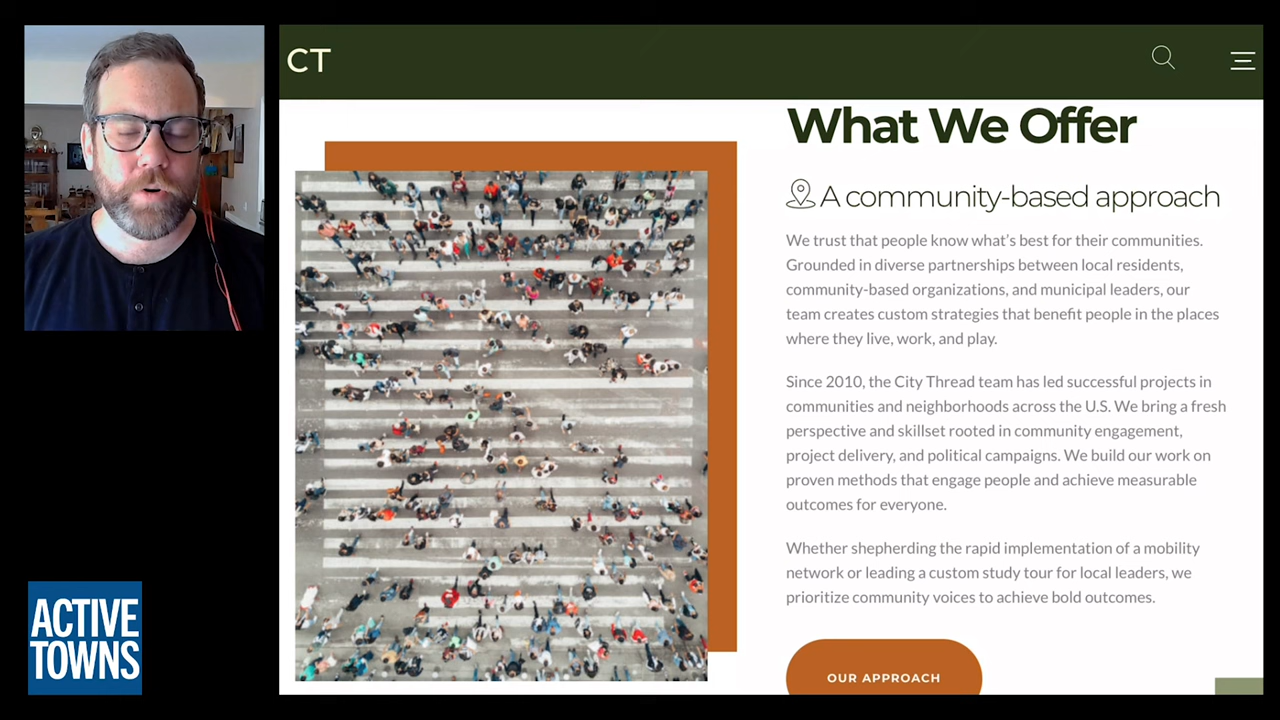 CT
What We Offer
A community-based approach
We trust that people know what’s best for their communities.
Grounded in diverse partnerships between local residents,
community-based organizations, and municipal leaders, our
team creates custom strategies that benefit people in the places
where they live, work, and play.
Since 2010, the City Thread team has led successful projects in
communities and neighborhoods across the U.S. We bring a fresh
perspective and skillset rooted in community engagement,
project delivery, and political campaigns. We build our work on
proven methods that engage people and achieve measurable
outcomes for everyone.
Whether shepherding the rapid implementation of a mobility
network or leading a custom study tour for local leaders, we
prioritize community voices to achieve bold outcomes.
OUR APPROACH
ACTIVE
TOWNS